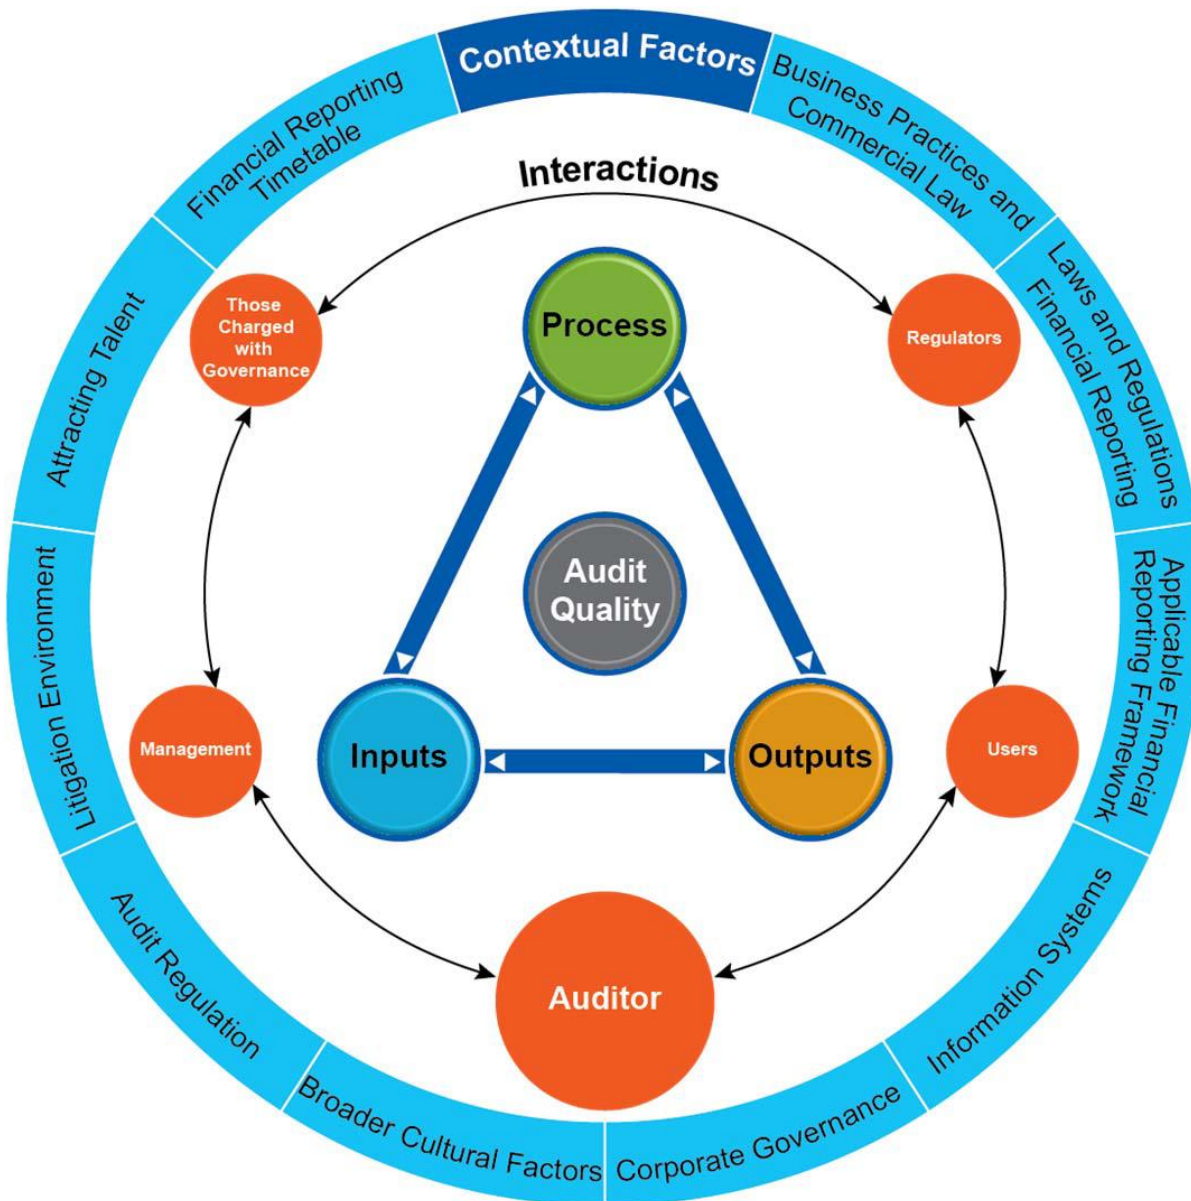 Contextual Factors
Business Practices and
Commercial Law
Laws and Regulations
Financial Reporting
Applicable Financial
Reporting Framework
Information Systems
Corporate Governance
Broader Cultural Factors
Audit Regulation
Litigation Environment
Attracting Talent
Financial Reporting
Timetable
Interactions
Those
Charged
with
Governance
Regulators
Process
Audit
Quality
Management
Inputs
Outputs
Users
Auditor